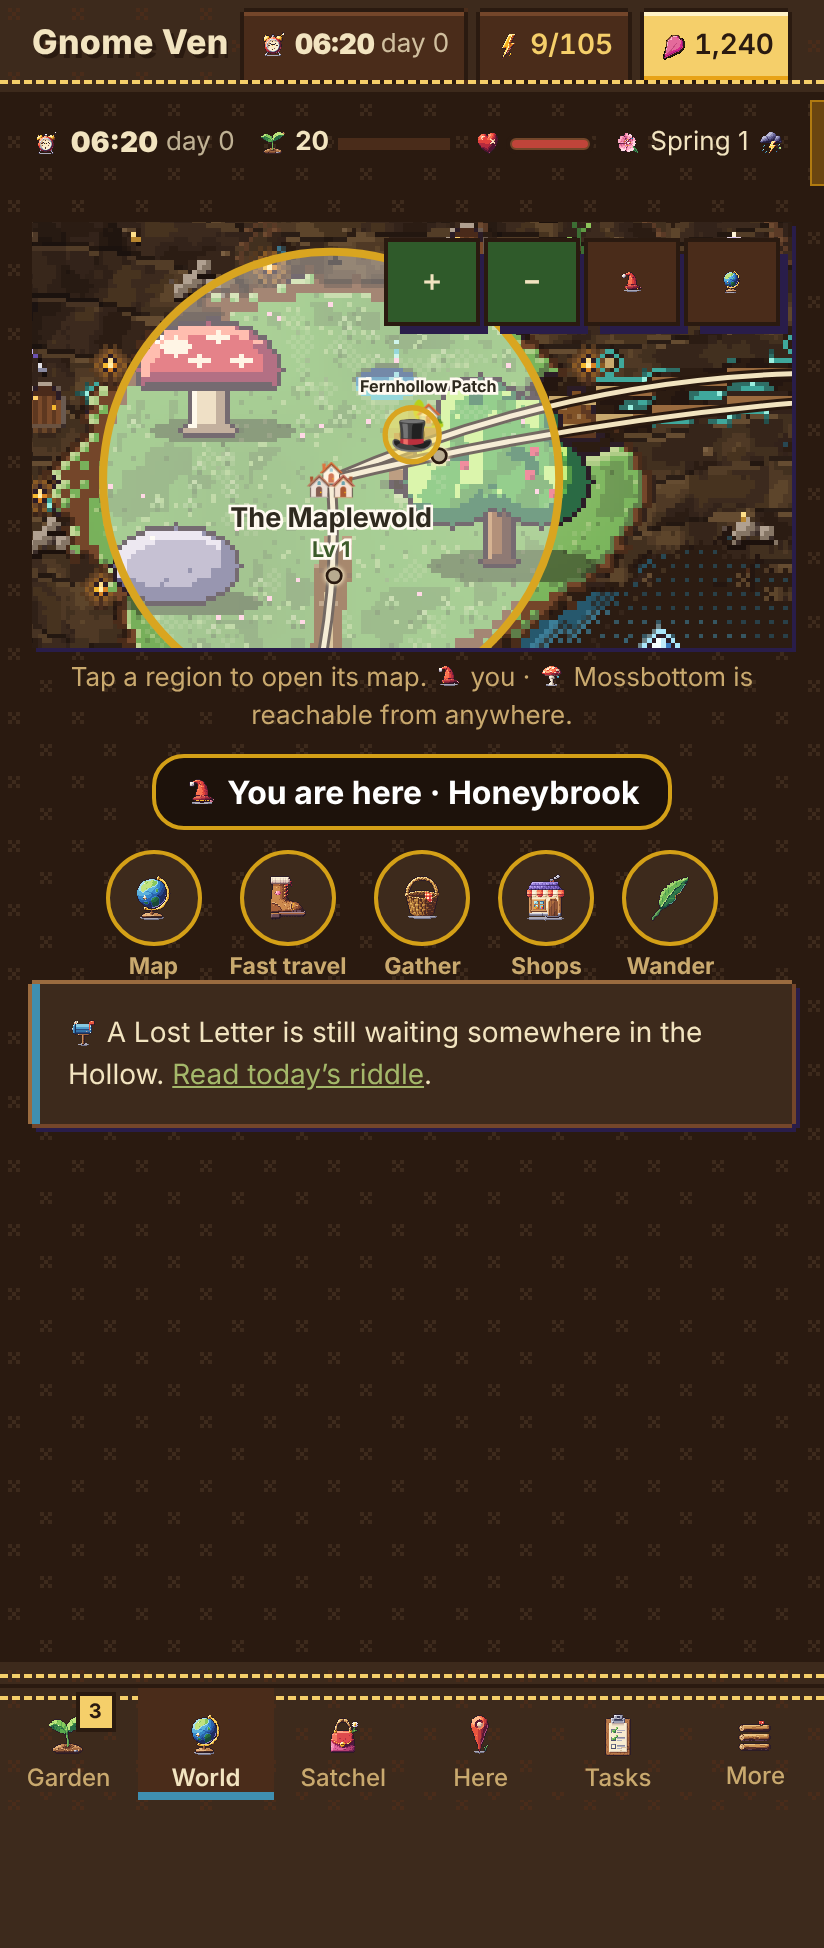 Gnome Ven
06:20 day 0
9/105
1,240
06:20 day 0
20
Spring 1
+
−
Fernhollow Patch
The Maplewold
Lv 1
Tap a region to open its map. you · Mossbottom is
reachable from anywhere.
You are here · Honeybrook
Map
Fast travel
Gather
Shops
Wander
A Lost Letter is still waiting somewhere in the
Hollow. Read today’s riddle.
3
Garden
World
Satchel
Here
Tasks
More